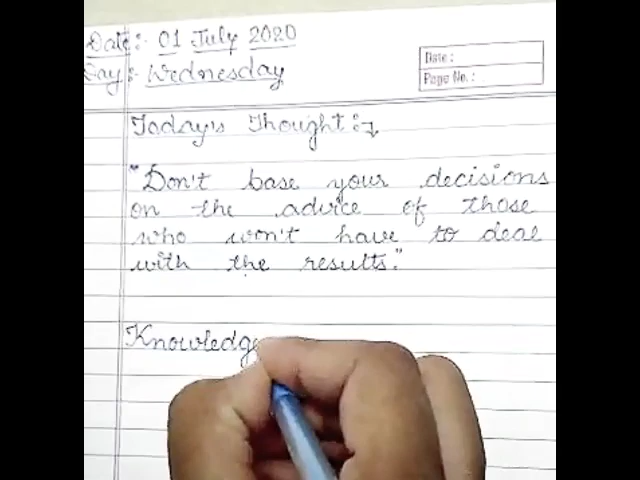 Date:- 01 July 2020
Day:- Wednesday
Date :
Page No. :
Today's Thought :-
"Don't base your decisions
on the advice of those
who won't have to deal
with the results."
Knowledge